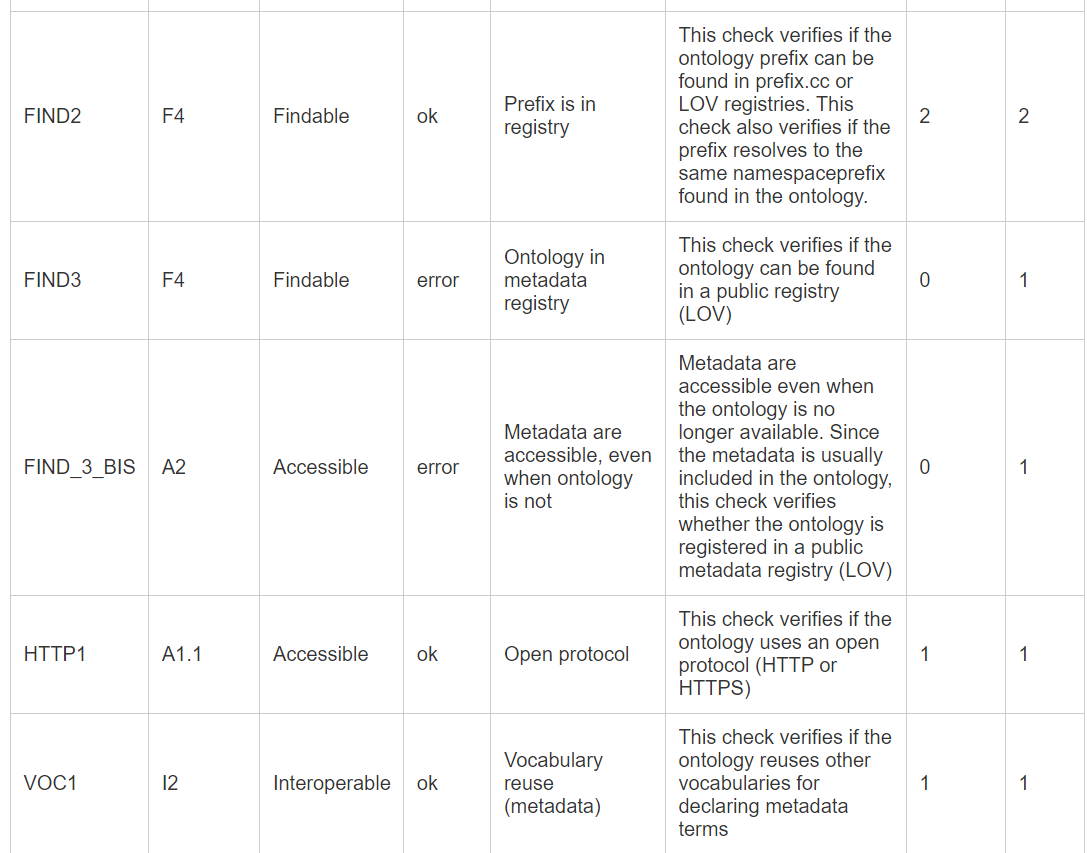 FIND2
F4
Findable
ok
Prefix is in
registry
This check verifies if the
ontology prefix can be
found in prefix.cc or
LOV registries. This
check also verifies if the
prefix resolves to the
same namespaceprefix
found in the ontology.
2
2
FIND3
F4
Findable
error
Ontology in
metadata
registry
This check verifies if the
ontology can be found
in a public registry
(LOV)
0
1
FIND_3_BIS
A2
Accessible
error
Metadata are
accessible, even
when ontology
is not
Metadata are
accessible even when
the ontology is no
longer available. Since
the metadata is usually
included in the ontology,
this check verifies
whether the ontology is
registered in a public
metadata registry (LOV)
0
1
HTTP1
A1.1
Accessible
ok
Open protocol
This check verifies if the
ontology uses an open
protocol (HTTP or
HTTPS)
1
1
VOC1
I2
Interoperable
ok
Vocabulary
reuse
(metadata)
This check verifies if the
ontology reuses other
vocabularies for
declaring metadata
terms
1
1